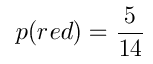 p(red) = 5/14